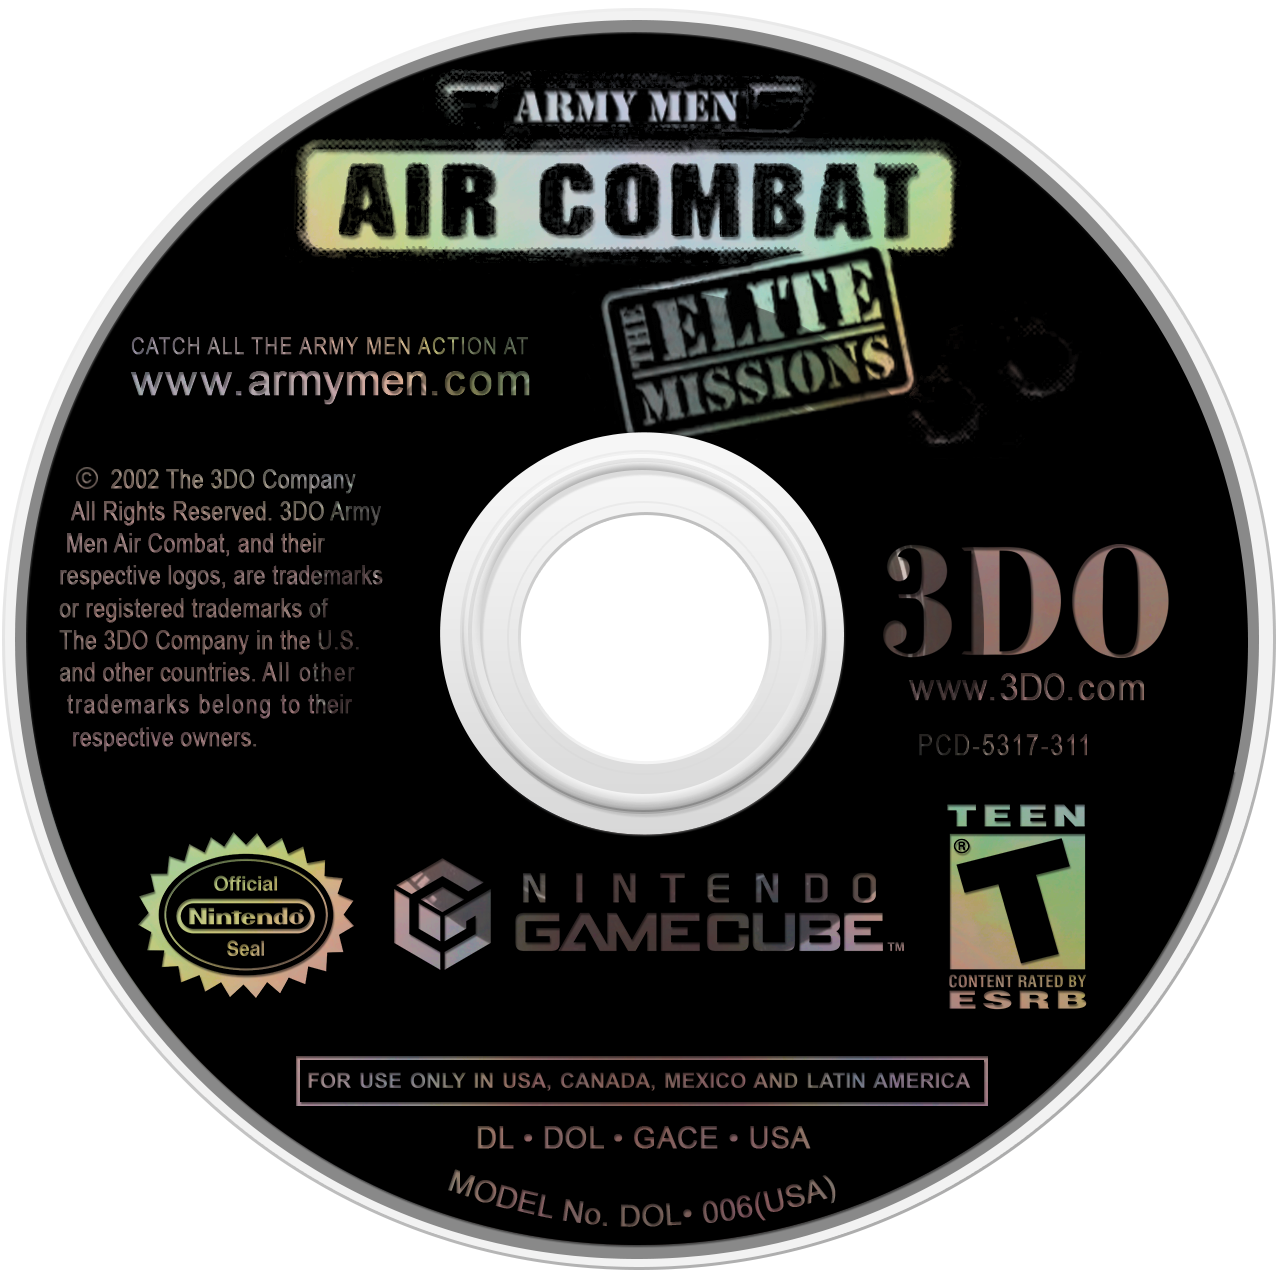 ARMY MEN
AIR COMBAT
THE ELITE
MISSIONS
CATCH ALL THE ARMY MEN ACTION AT
www.armymen.com
© 2002 The 3DO Company
All Rights Reserved. 3DO Army
Men Air Combat, and their
respective logos, are trademarks
or registered trademarks of
The 3DO Company in the U.S.
and other countries. All other
trademarks belong to their
respective owners.
3DO
www.3DO.com
PCD-5317-311
TEEN
®
T
CONTENT RATED BY
ESRB
Official
Nintendo®
Seal
NINTENDO
GAMECUBE™
FOR USE ONLY IN USA, CANADA, MEXICO AND LATIN AMERICA
DL • DOL • GACE • USA
MODEL No. DOL• 006(USA)